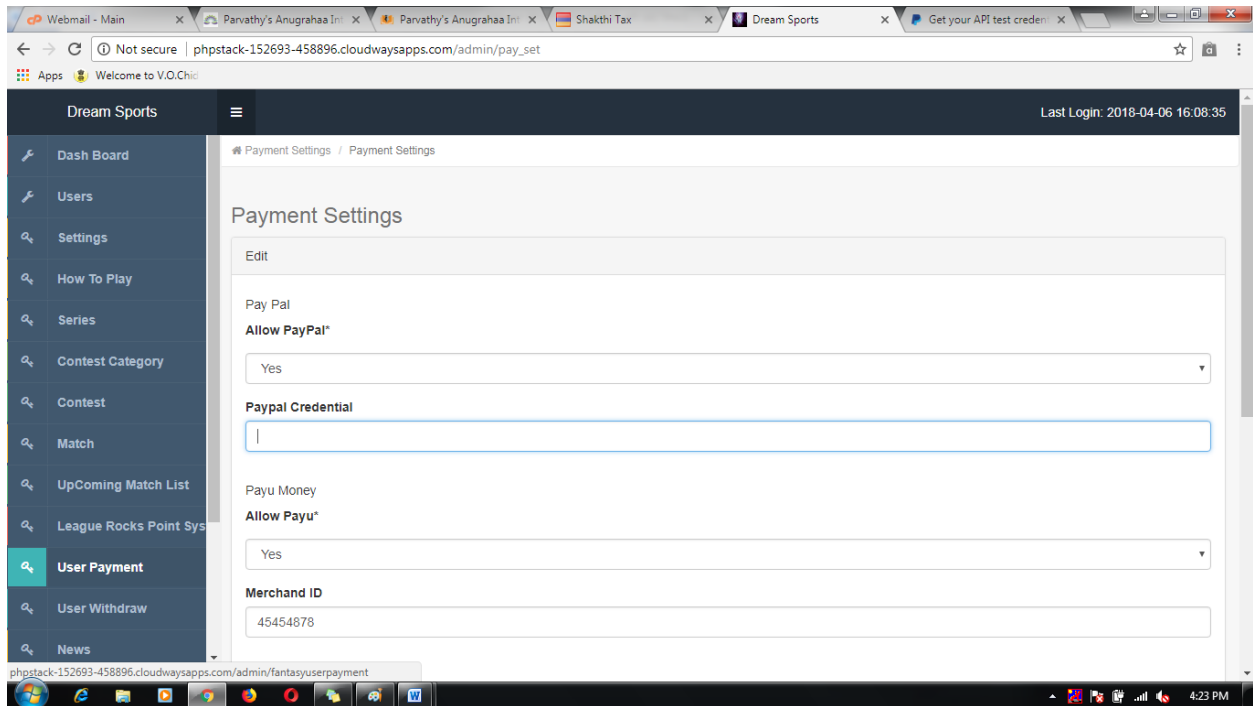 Webmail - Main
Parvathy's Anugrahaa Int
Parvathy's Anugrahaa Int
Shakthi Tax
Dream Sports
Get your API test creden
Not secure | phpstack-152693-458896.cloudwaysapps.com/admin/pay_set
Apps Welcome to V.O.Chid
Dream Sports
Last Login: 2018-04-06 16:08:35
Dash Board
Users
Settings
How To Play
Series
Contest Category
Contest
Match
UpComing Match List
League Rocks Point Sys
User Payment
User Withdraw
News
Payment Settings / Payment Settings
Payment Settings
Edit
Pay Pal
Allow PayPal*
Yes
Paypal Credential
Payu Money
Allow Payu*
Yes
Merchand ID
45454878
phpstack-152693-458896.cloudwaysapps.com/admin/fantasyuserpayment
4:23 PM